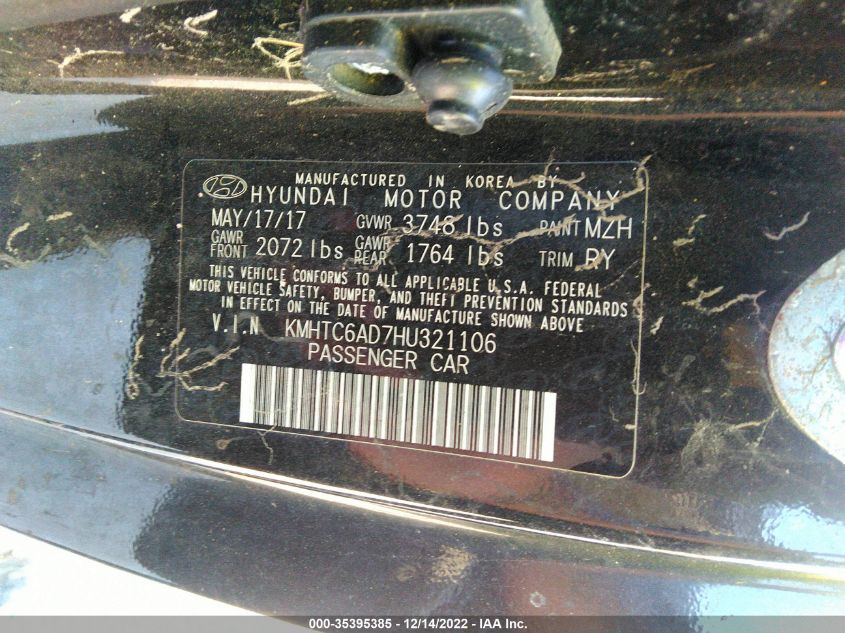 MANUFACTURED IN KOREA BY
HYUNDAI MOTOR COMPANY
MAY/17/17 GVWR 3748 lbs PAINT MZH
GAWR FRONT 2072 lbs GAWR REAR 1764 lbs TRIM RY
THIS VEHICLE CONFORMS TO ALL APPLICABLE U.S.A. FEDERAL
MOTOR VEHICLE SAFETY, BUMPER, AND THEFT PREVENTION STANDARDS
IN EFFECT ON THE DATE OF MANUFACTURE SHOWN ABOVE
V.I.N KMHTC6AD7HU321106
PASSENGER CAR
000-35395385 - 12/14/2022 - IAA Inc.